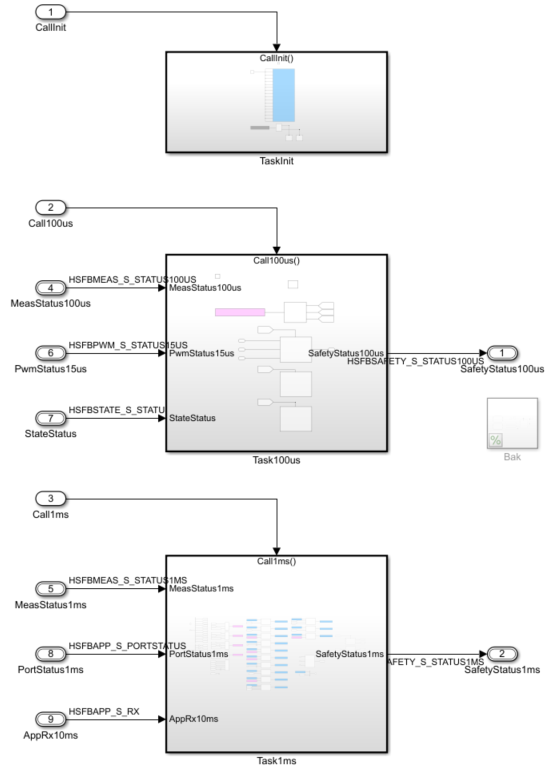 1
CallInit
CallInit()
TaskInit
2
Call100us
Call100us()
HSFBMEAS_S_STATUS100US
4
MeasStatus100us
MeasStatus100us
HSFBPWM_S_STATUS15US
6
PwmStatus15us
PwmStatus15us
SafetyStatus100us
HSFBSAFETY_S_STATUS100US
1
SafetyStatus100us
HSFBSTATE_S_STATU
7
StateStatus
StateStatus
Task100us
%
Bak
3
Call1ms
Call1ms()
HSFBMEAS_S_STATUS1MS
5
MeasStatus1ms
MeasStatus1ms
HSFBAPP_S_PORTSTATUS
8
PortStatus1ms
PortStatus1ms
SafetyStatus1ms
AFETY_S_STATUS1MS
2
SafetyStatus1ms
HSFBAPP_S_RX
9
AppRx10ms
AppRx10ms
Task1ms